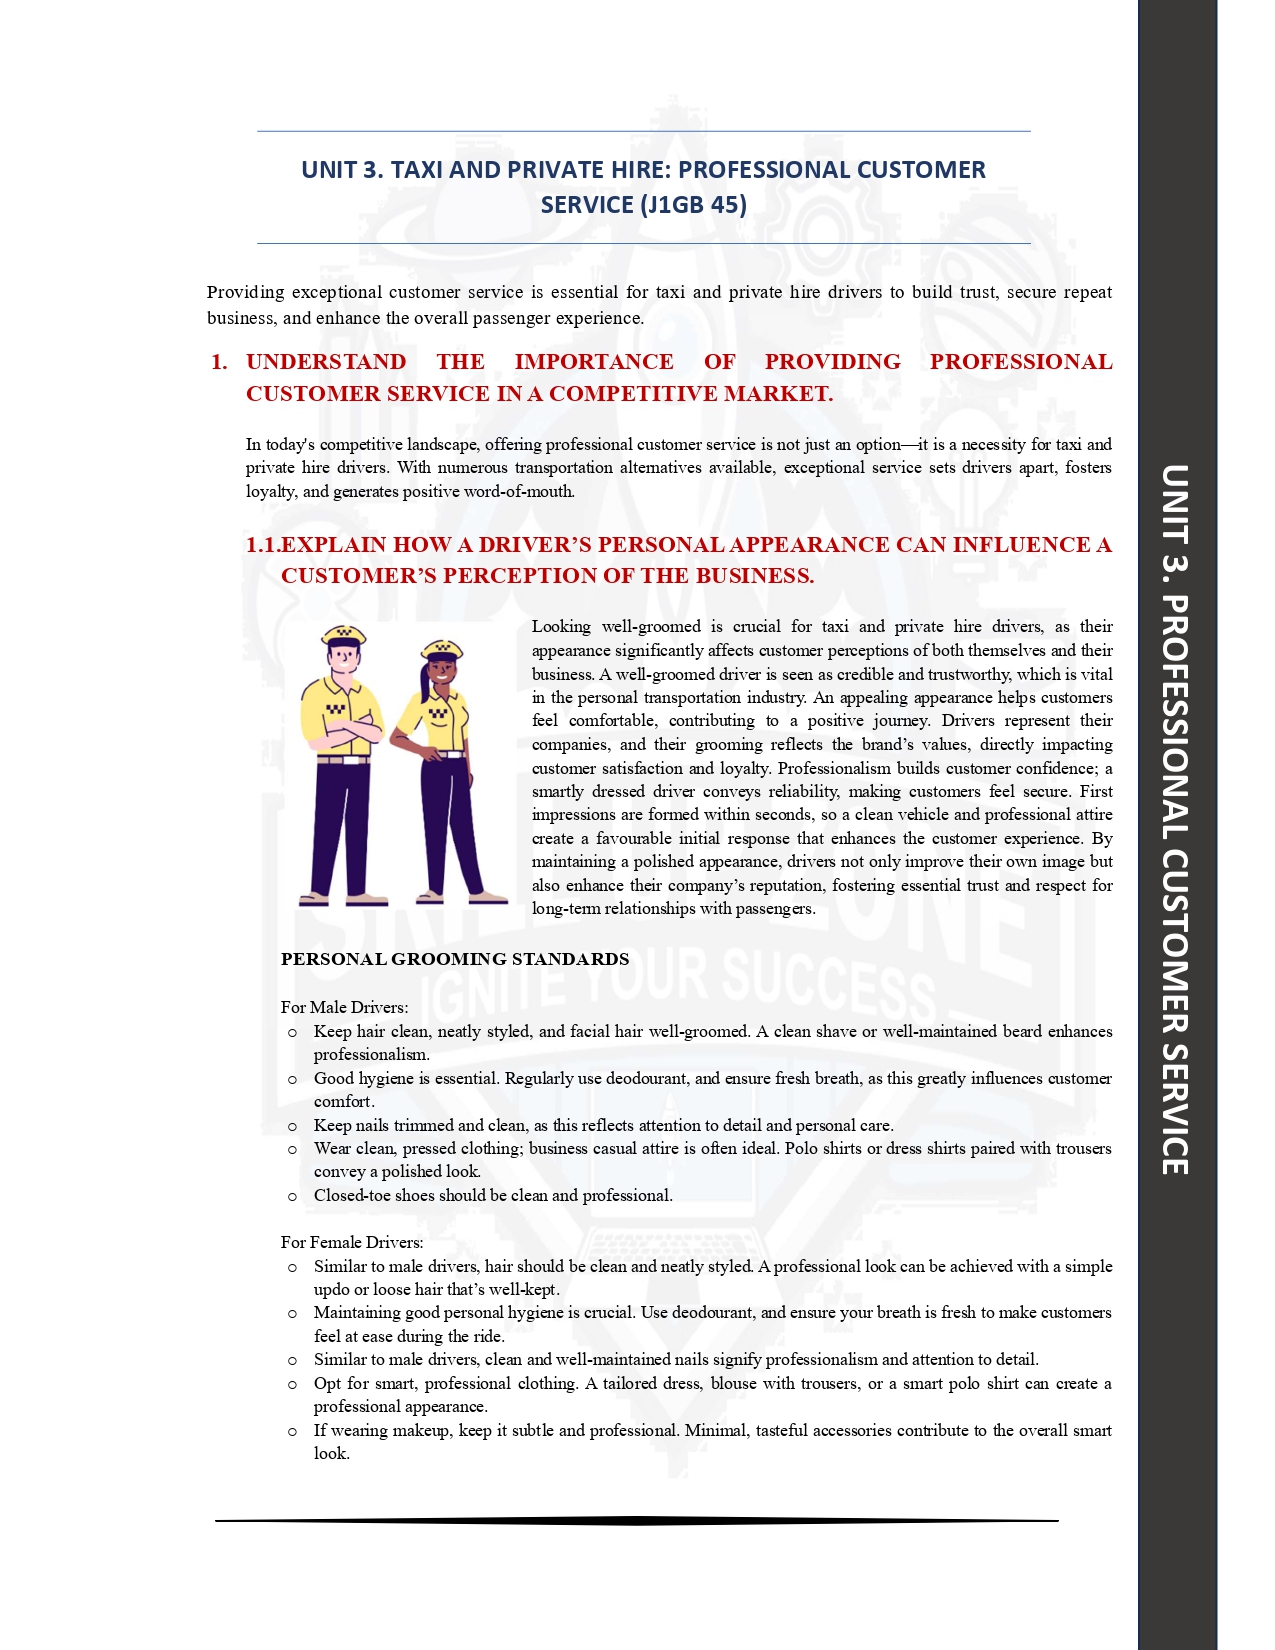 UNIT 3. TAXI AND PRIVATE HIRE: PROFESSIONAL CUSTOMER
SERVICE (J1GB 45)
Providing exceptional customer service is essential for taxi and private hire drivers to build trust, secure repeat
business, and enhance the overall passenger experience.
1. UNDERSTAND THE IMPORTANCE OF PROVIDING PROFESSIONAL
CUSTOMER SERVICE IN A COMPETITIVE MARKET.
In today's competitive landscape, offering professional customer service is not just an option—it is a necessity for taxi and
private hire drivers. With numerous transportation alternatives available, exceptional service sets drivers apart, fosters
loyalty, and generates positive word-of-mouth.
1.1.EXPLAIN HOW A DRIVER’S PERSONAL APPEARANCE CAN INFLUENCE A
CUSTOMER’S PERCEPTION OF THE BUSINESS.
Looking well-groomed is crucial for taxi and private hire drivers, as their
appearance significantly affects customer perceptions of both themselves and their
business. A well-groomed driver is seen as credible and trustworthy, which is vital
in the personal transportation industry. An appealing appearance helps customers
feel comfortable, contributing to a positive journey. Drivers represent their
companies, and their grooming reflects the brand’s values, directly impacting
customer satisfaction and loyalty. Professionalism builds customer confidence; a
smartly dressed driver conveys reliability, making customers feel secure. First
impressions are formed within seconds, so a clean vehicle and professional attire
create a favourable initial response that enhances the customer experience. By
maintaining a polished appearance, drivers not only improve their own image but
also enhance their company’s reputation, fostering essential trust and respect for
long-term relationships with passengers.
PERSONAL GROOMING STANDARDS
For Male Drivers:
o Keep hair clean, neatly styled, and facial hair well-groomed. A clean shave or well-maintained beard enhances
professionalism.
o Good hygiene is essential. Regularly use deodourant, and ensure fresh breath, as this greatly influences customer
comfort.
o Keep nails trimmed and clean, as this reflects attention to detail and personal care.
o Wear clean, pressed clothing; business casual attire is often ideal. Polo shirts or dress shirts paired with trousers
convey a polished look.
o Closed-toe shoes should be clean and professional.
For Female Drivers:
o Similar to male drivers, hair should be clean and neatly styled. A professional look can be achieved with a simple
updo or loose hair that’s well-kept.
o Maintaining good personal hygiene is crucial. Use deodourant, and ensure your breath is fresh to make customers
feel at ease during the ride.
o Similar to male drivers, clean and well-maintained nails signify professionalism and attention to detail.
o Opt for smart, professional clothing. A tailored dress, blouse with trousers, or a smart polo shirt can create a
professional appearance.
o If wearing makeup, keep it subtle and professional. Minimal, tasteful accessories contribute to the overall smart
look.
UNIT 3. PROFESSIONAL CUSTOMER SERVICE
IGNITE YOUR SUCCESS